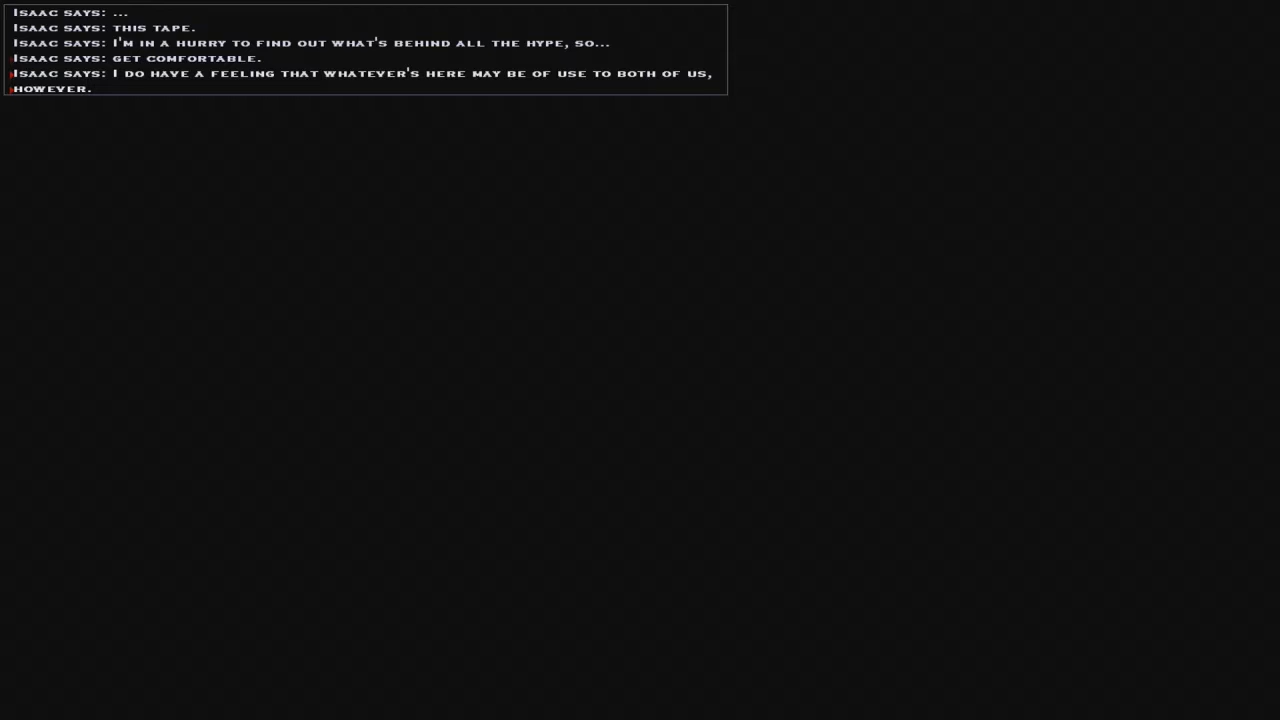 Isaac says: ...
Isaac says: this tape.
Isaac says: I'm in a hurry to find out what's behind all the hype, so...
Isaac says: get comfortable.
Isaac says: I do have a feeling that whatever's here may be of use to both of us,
however.